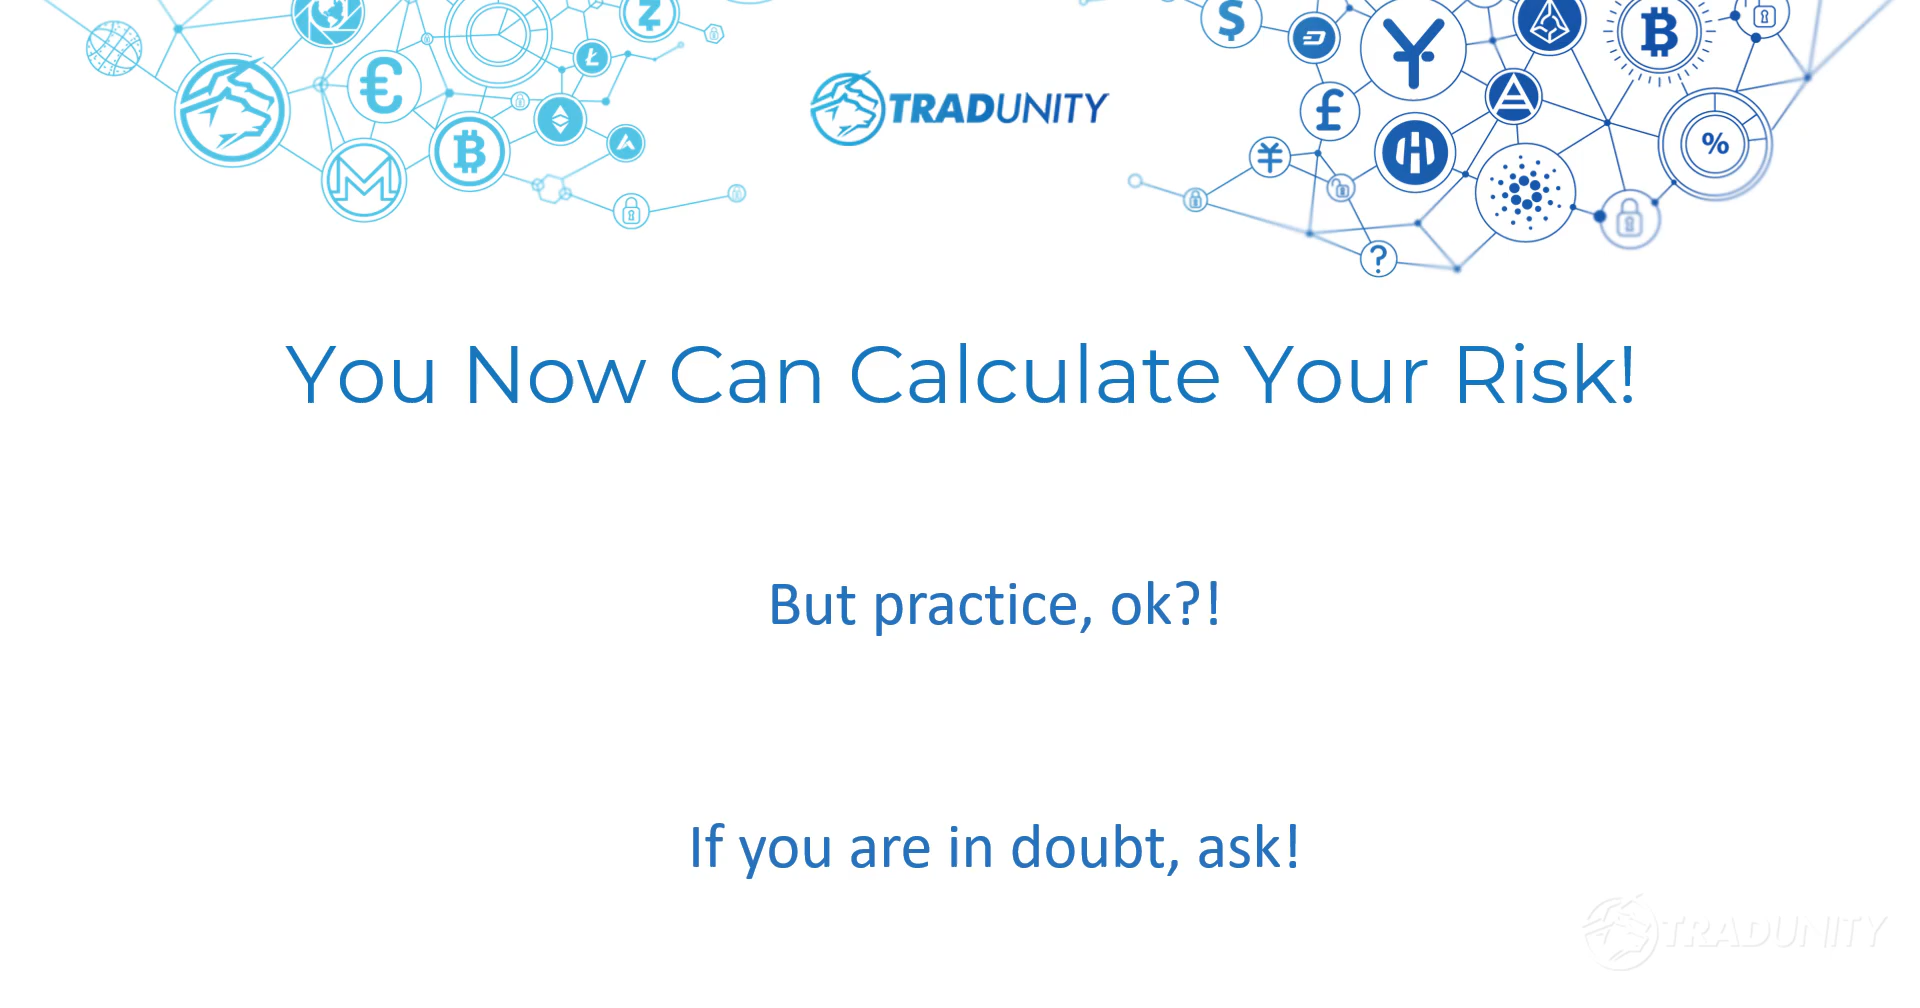 TRADUNITY
You Now Can Calculate Your Risk!
But practice, ok?!
If you are in doubt, ask!
TRADUNITY